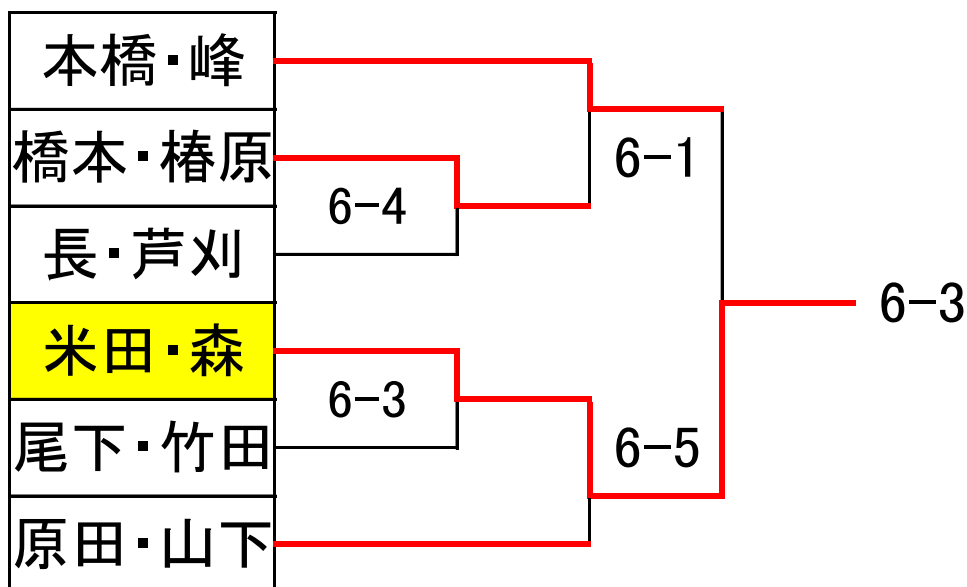 本橋・峰
橋本・椿原
長・芦刈
米田・森
尾下・竹田
原田・山下
6-4
6-3
6-1
6-5
6-3